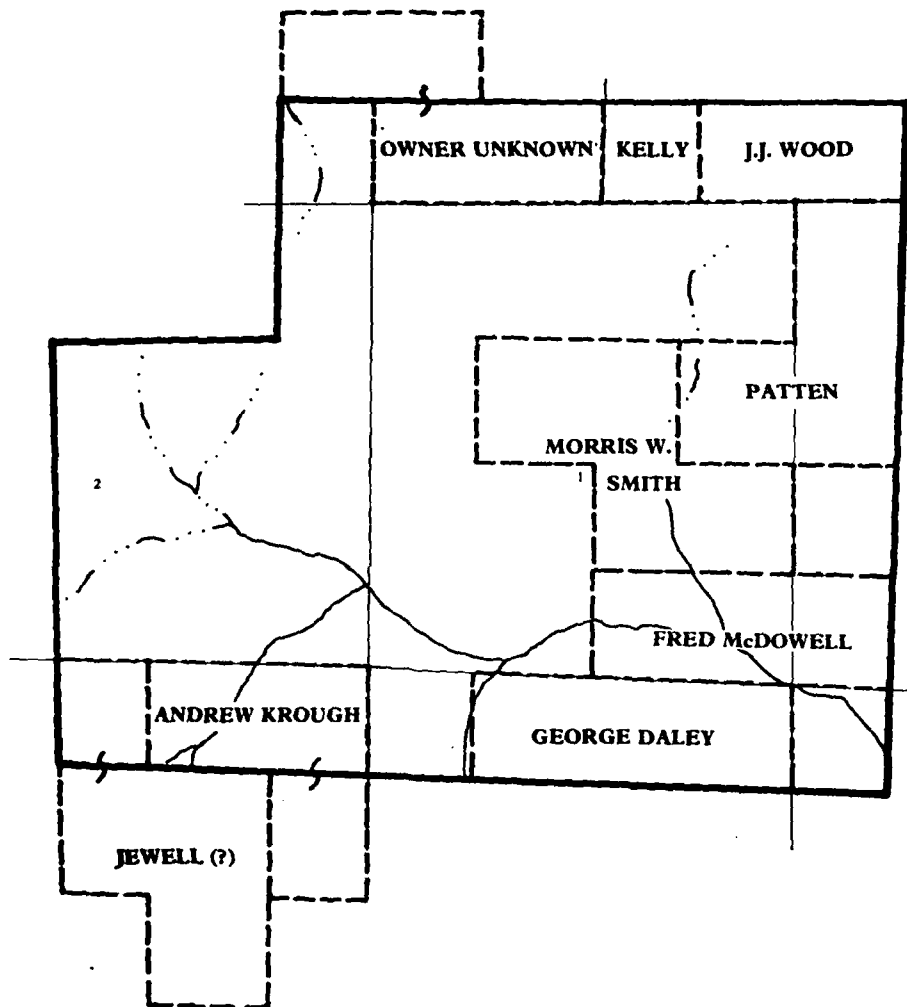 OWNER UNKNOWN
KELLY
J.J. WOOD
PATTEN
MORRIS W.
1
SMITH
2
FRED McDOWELL
ANDREW KROUGH
GEORGE DALEY
JEWELL (?)